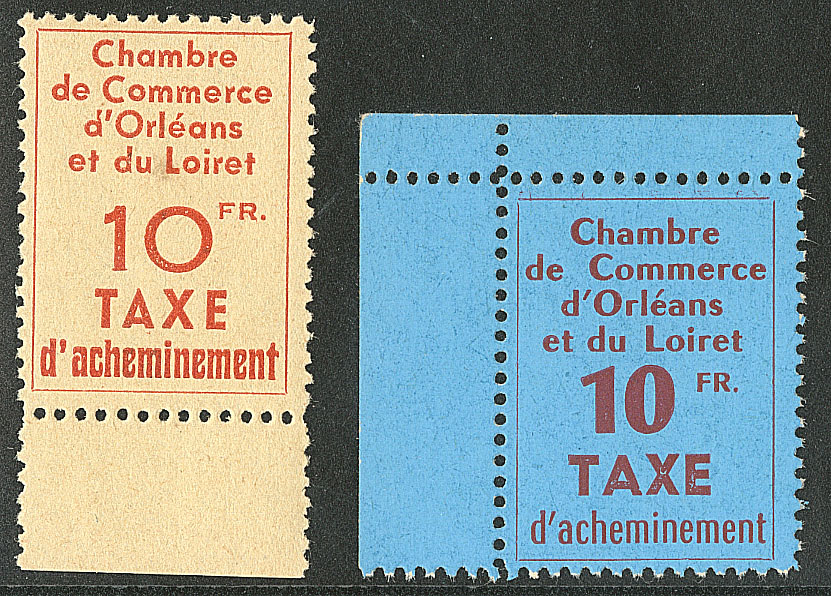 Chambre
de Commerce
d'Orléans
et du Loiret
10 FR.
TAXE
d'acheminement
Chambre
de Commerce
d'Orléans
et du Loiret
10 FR.
TAXE
d'acheminement